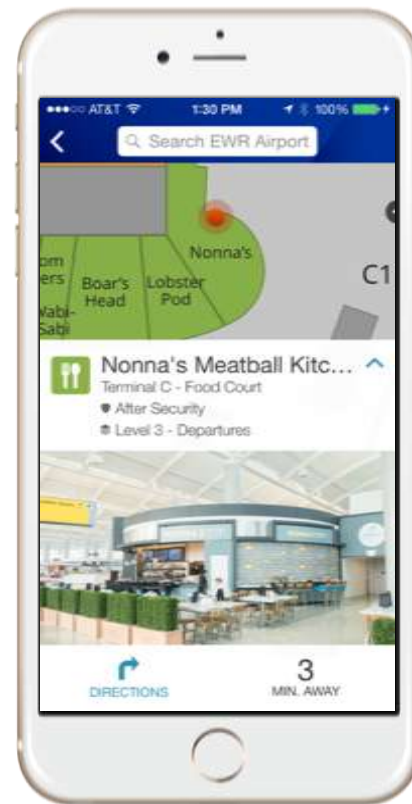 AT&T
1:30 PM
100%
Search EWR Airport
Nonna's
C1
Boar's
Head
Lobster
Pod
Sabi
Nonna's Meatball Kitc...
Terminal C - Food Court
After Security
Level 3 - Departures
DIRECTIONS
3
MIN. AWAY